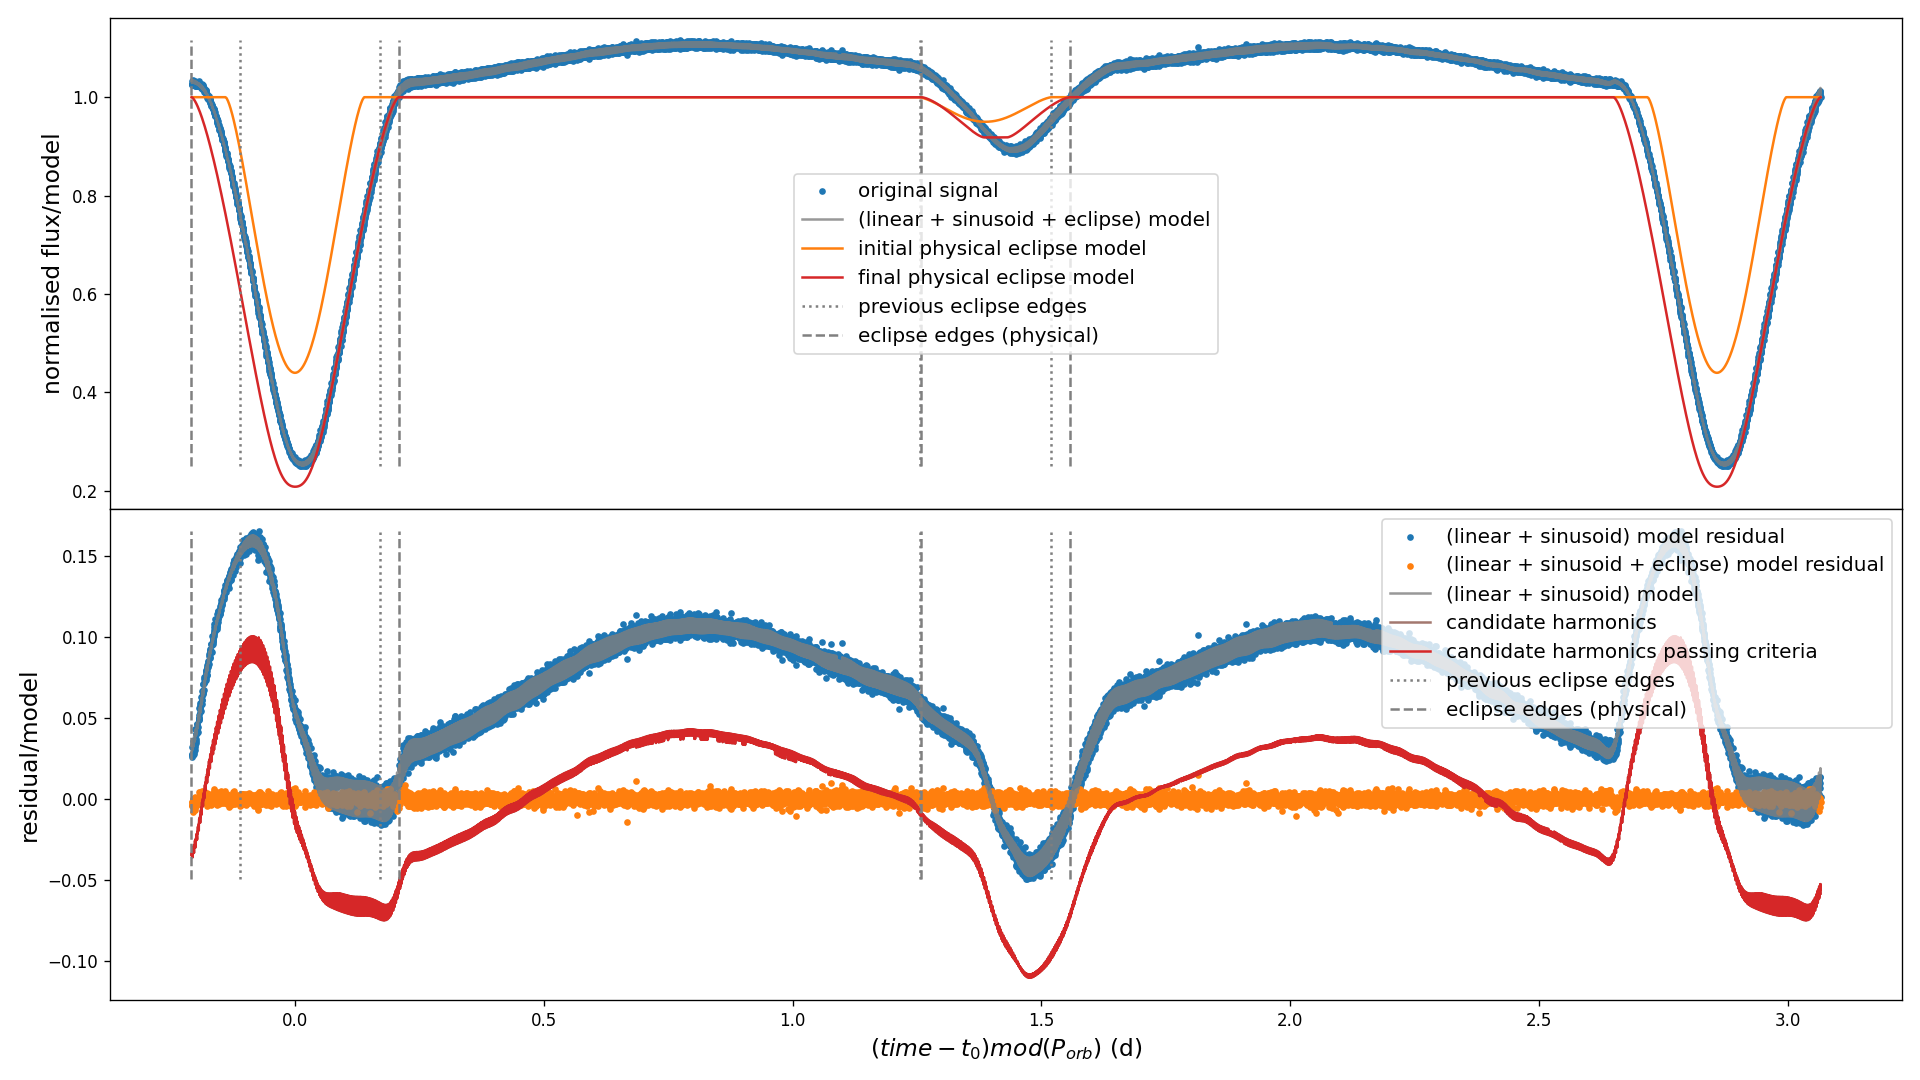 normalised flux/model
1.0
0.8
0.6
0.4
0.2
original signal
(linear + sinusoid + eclipse) model
initial physical eclipse model
final physical eclipse model
previous eclipse edges
eclipse edges (physical)
residual/model
0.15
0.10
0.05
0.00
−0.05
−0.10
(linear + sinusoid) model residual
(linear + sinusoid + eclipse) model residual
(linear + sinusoid) model
candidate harmonics
candidate harmonics passing criteria
previous eclipse edges
eclipse edges (physical)
0.0 0.5 1.0 1.5 2.0 2.5 3.0
(time − t₀)mod(Pₒᵣb) (d)